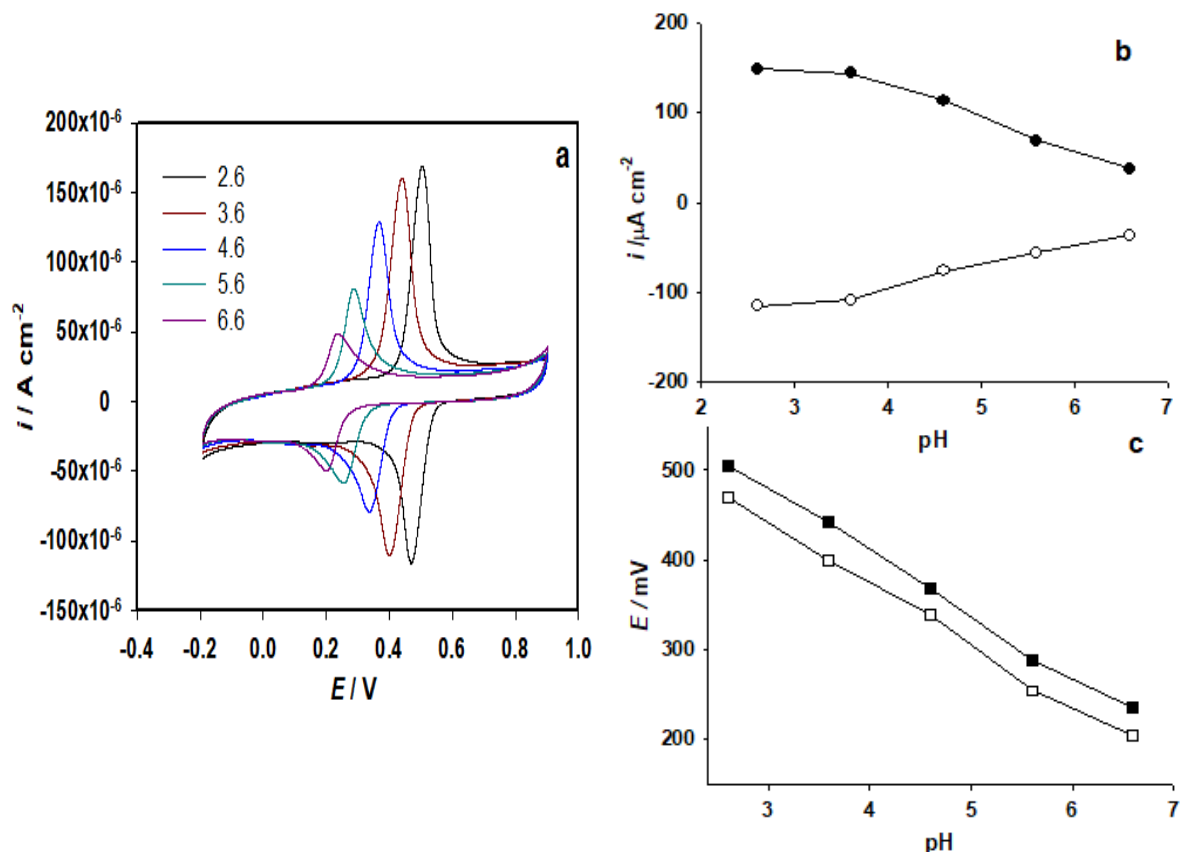 a
200x10-6
150x10-6
100x10-6
50x10-6
0
-50x10-6
-100x10-6
-150x10-6
i / A cm-2
2.6
3.6
4.6
5.6
6.6
-0.4 -0.2 0.0 0.2 0.4 0.6 0.8 1.0
E / V
b
200
100
0
-100
-200
i /µA cm-2
2 3 4 5 6 7
pH
c
500
400
300
200
E / mV
3 4 5 6 7
pH